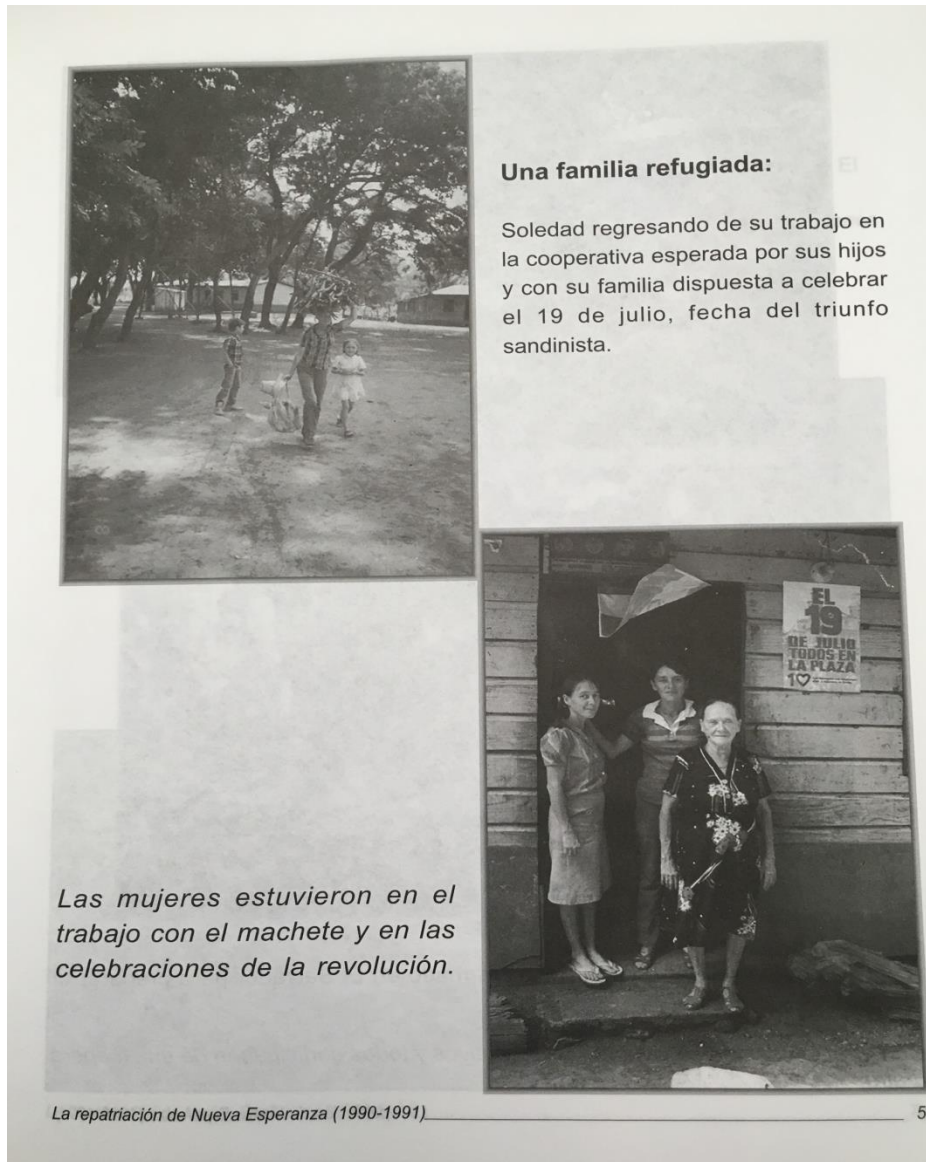 Una familia refugiada:
Soledad regresando de su trabajo en
la cooperativa esperada por sus hijos
y con su familia dispuesta a celebrar
el 19 de julio, fecha del triunfo
sandinista.
EL
19
DE JULIO
TODOS EN
LA PLAZA
Las mujeres estuvieron en el
trabajo con el machete y en las
celebraciones de la revolución.
La repatriación de Nueva Esperanza (1990-1991)
5